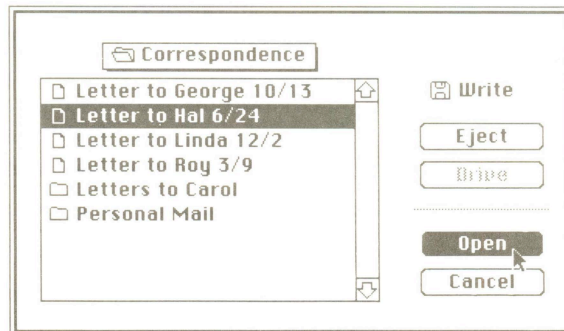 Correspondence
Letter to George 10/13
Letter to Hal 6/24
Letter to Linda 12/2
Letter to Roy 3/9
Letters to Carol
Personal Mail
Write
Eject
Drive
Open
Cancel